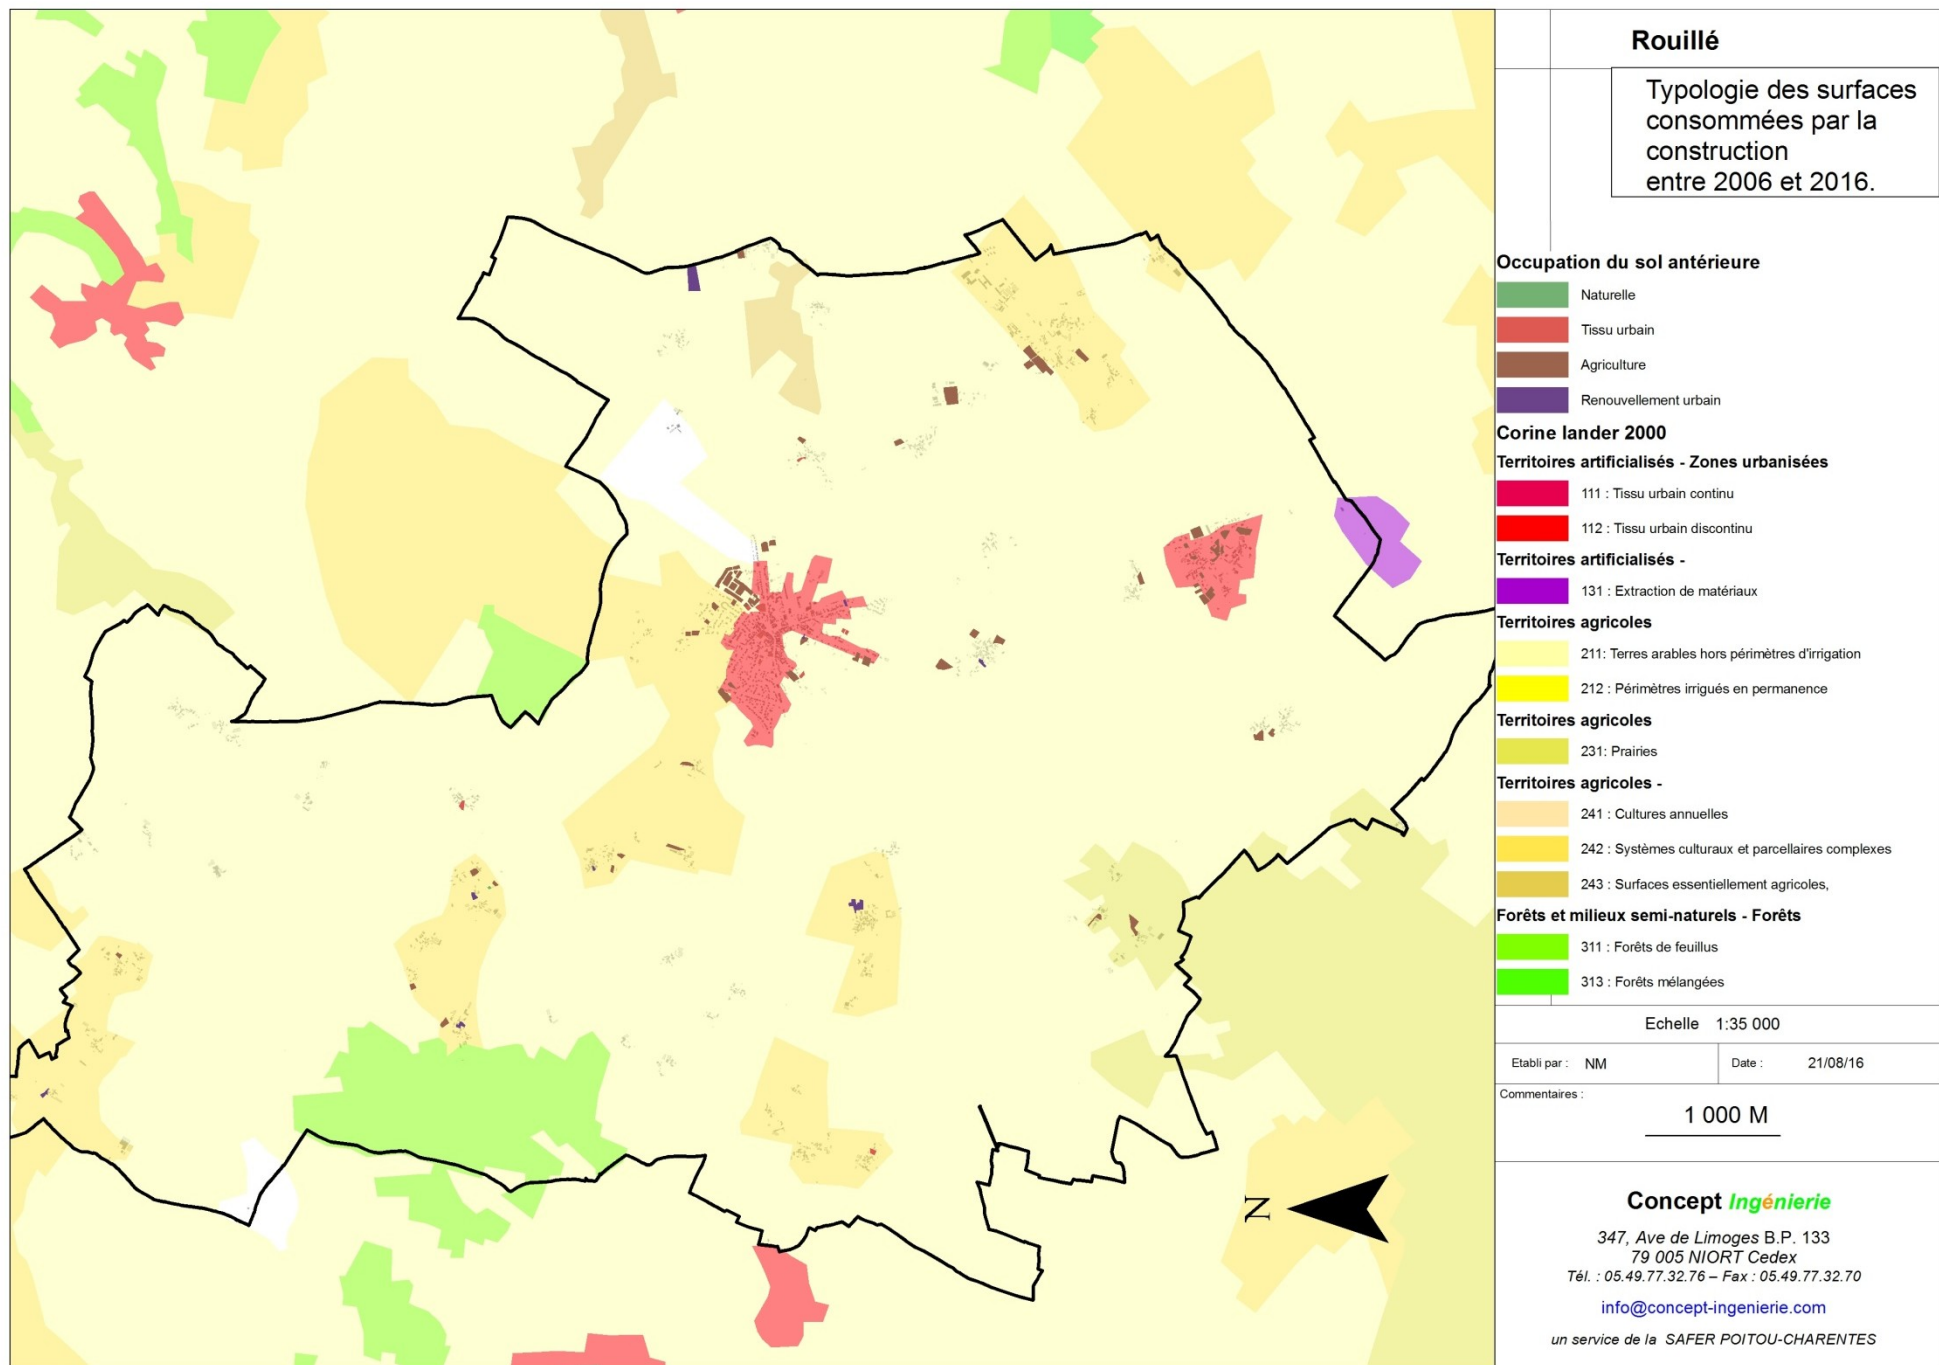 Rouillé
Typologie des surfaces
consommées par la
construction
entre 2006 et 2016.
Occupation du sol antérieure
Naturelle
Tissu urbain
Agriculture
Renouvellement urbain
Corine lander 2000
Territoires artificialisés - Zones urbanisées
111 : Tissu urbain continu
112 : Tissu urbain discontinu
Territoires artificialisés -
131 : Extraction de matériaux
Territoires agricoles
211: Terres arables hors périmètres d'irrigation
212 : Périmètres irrigués en permanence
Territoires agricoles
231: Prairies
Territoires agricoles -
241 : Cultures annuelles
242 : Systèmes culturaux et parcellaires complexes
243 : Surfaces essentiellement agricoles,
Forêts et milieux semi-naturels - Forêts
311 : Forêts de feuillus
313 : Forêts mélangées
Echelle 1:35 000
Etabli par : NM Date : 21/08/16
Commentaires :
1 000 M
N
Concept Ingénierie
347, Ave de Limoges B.P. 133
79 005 NIORT Cedex
Tél. : 05.49.77.32.76 – Fax : 05.49.77.32.70
info@concept-ingenierie.com
un service de la SAFER POITOU-CHARENTES